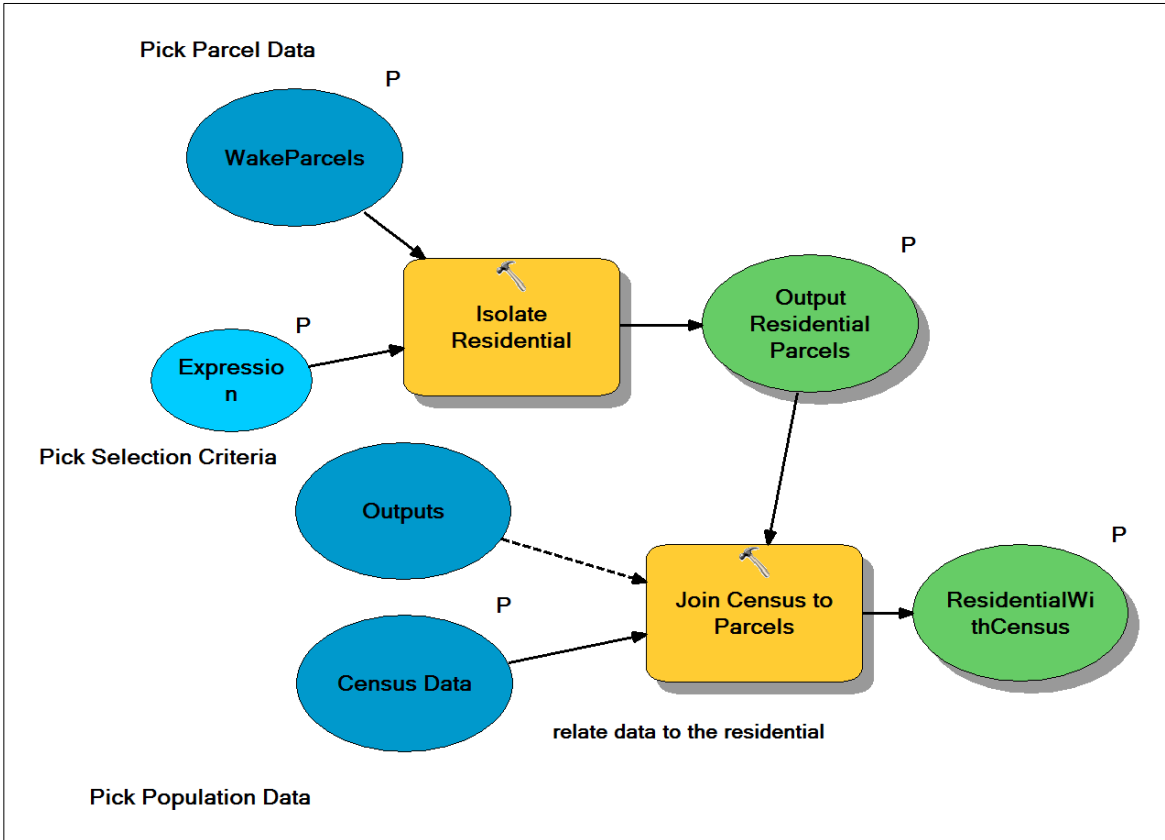 Pick Parcel Data
P
WakeParcels
P
Isolate
Residential
Output
Residential
Parcels
P
Expressio
n
Pick Selection Criteria
Outputs
P
Join Census to
Parcels
P
ResidentialWi
thCensus
Census Data
relate data to the residential
Pick Population Data